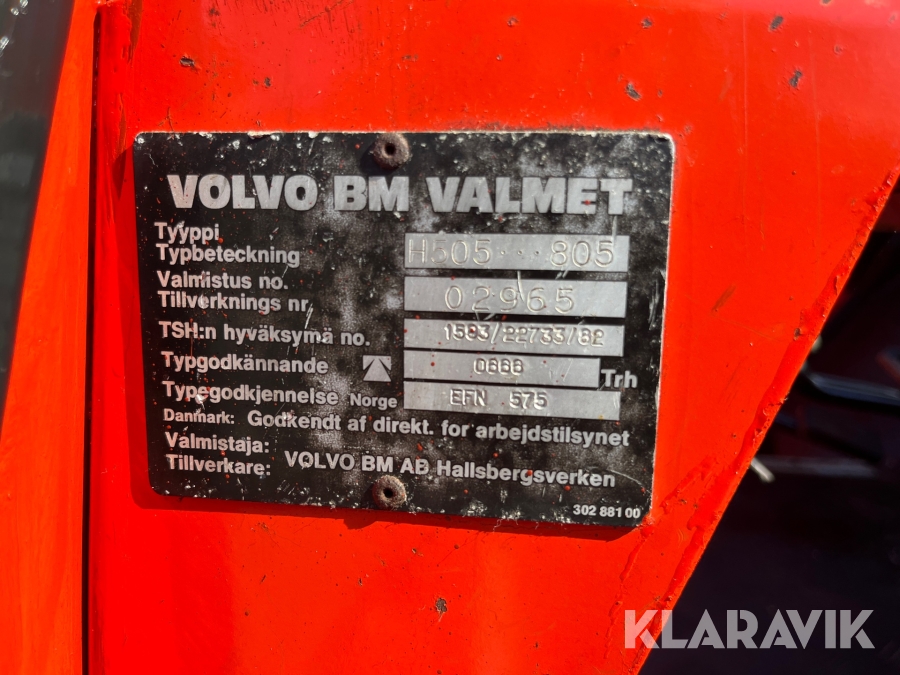 VOLVO BM VALMET
Tyyppi
Typbeteckning H505···805
Valmistus no.
Tillverknings nr. 02965
TSH:n hyväksymä no. 1593/22733/82
Typgodkännande 0666 Trh
Typegodkjennelse Norge EFN 575
Danmark: Godkendt af direkt. for arbejdstilsynet
Valmistaja:
Tillverkare: VOLVO BM AB Hallsbergsverken
302 881 00
KLARAVIK